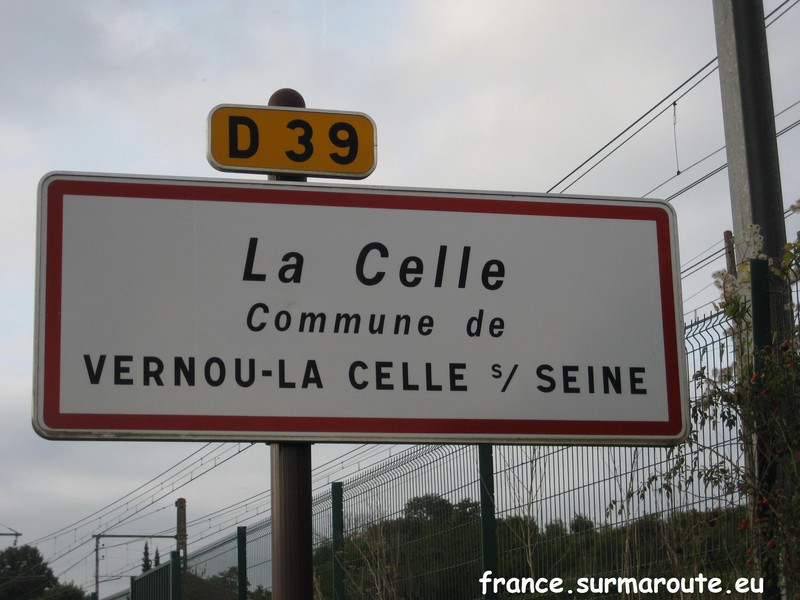 D 39
La Celle
Commune de
VERNOU-LA CELLE s/ SEINE
france.surmaroute.eu